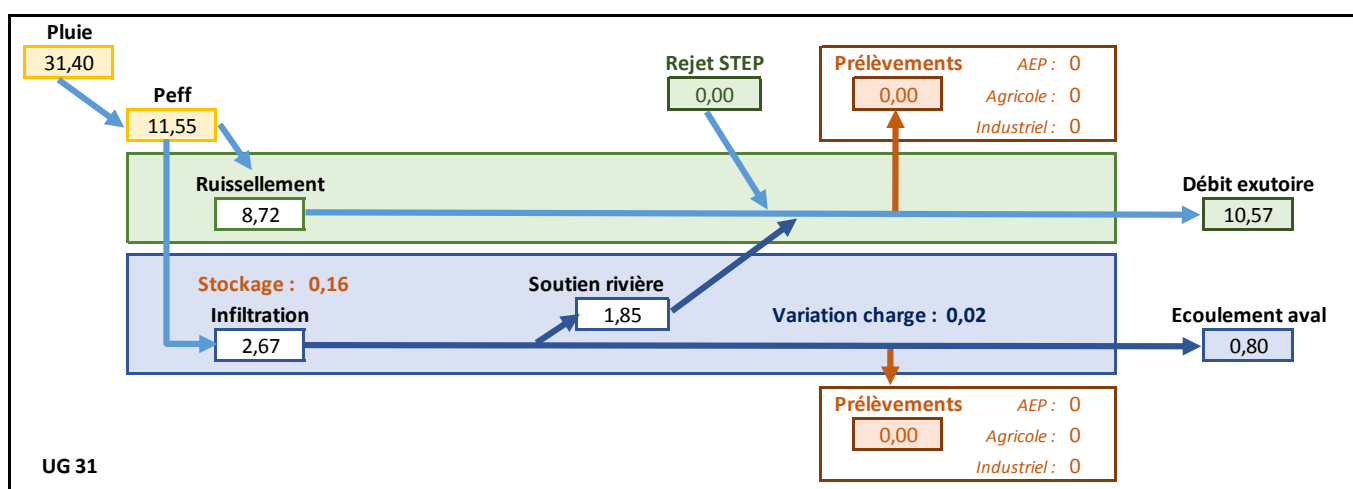 Pluie
31,40
Peff
11,55
Rejet STEP
0,00
Prélèvements AEP : 0
0,00 Agricole : 0
Industriel : 0
Ruissellement
8,72
Débit exutoire
10,57
Stockage : 0,16
Infiltration
2,67
Soutien rivière
1,85
Variation charge : 0,02
Ecoulement aval
0,80
Prélèvements AEP : 0
0,00 Agricole : 0
Industriel : 0
UG 31